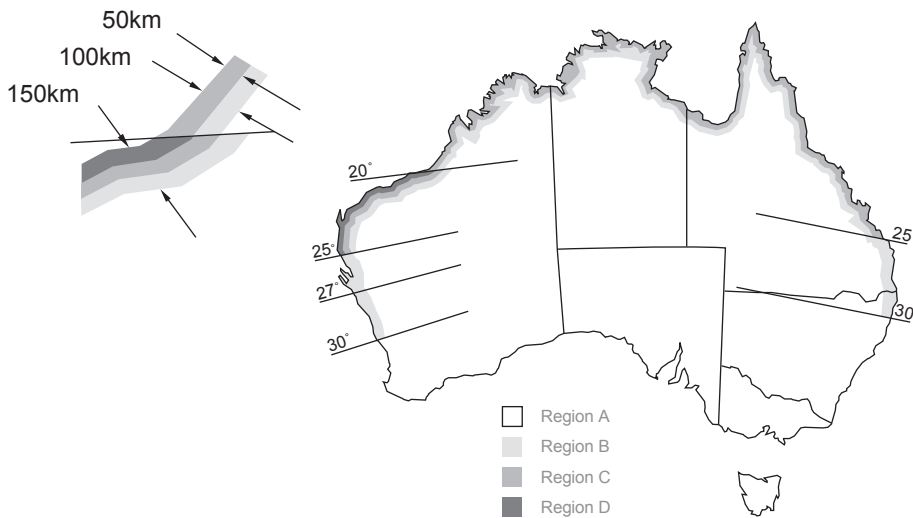 50km
100km
150km
20°
25°
27°
30°
25
30
Region A
Region B
Region C
Region D